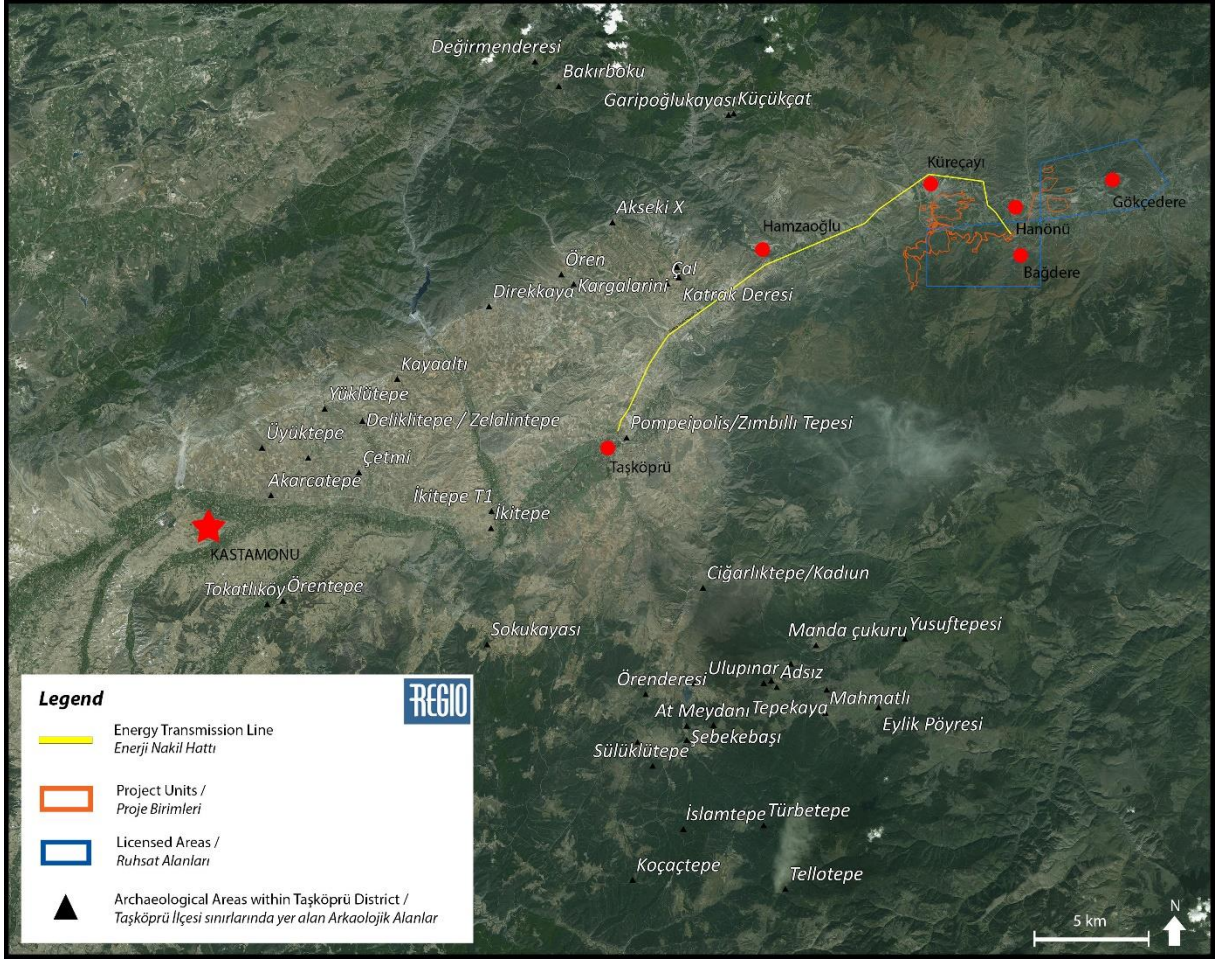 Değirmenderesi
Bakırboku
Garipoğlukayası Küçükçat
Küreçayı
Gökçedere
Akseki X
Hamzaoğlu
Hanönü
Ören
Çal
Bağdere
Direkkaya Kargalarini
Katrak Deresi
Kayaaltı
Yüklütepe
Deliklitepe / Zelalintepe
Pompeipolis/Zımbıllı Tepesi
Üyüktepe
Çetmi
Taşköprü
Akarcatepe
İkitepe T1
İkitepe
KASTAMONU
Ciğarlıktepe/Kadıun
Tokatlıköy Örentepe
Sokukayası
Manda çukuru
Yusuftepesi
Örenderesi
Ulupınar
Adsız
Mahmatlı
At Meydanı
Tepekaya
Eylik Pöyresi
Şebekebaşı
Sülüklütepe
İslamtepe
Türbetepe
Koçaçtepe
Tellotepe
Legend
REGIO
Energy Transmission Line
Enerji Nakil Hattı
Project Units /
Proje Birimleri
Licensed Areas /
Ruhsat Alanları
Archaeological Areas within Taşköprü District /
Taşköprü İlçesi sınırlarında yer alan Arkaolojik Alanlar
5 km
N